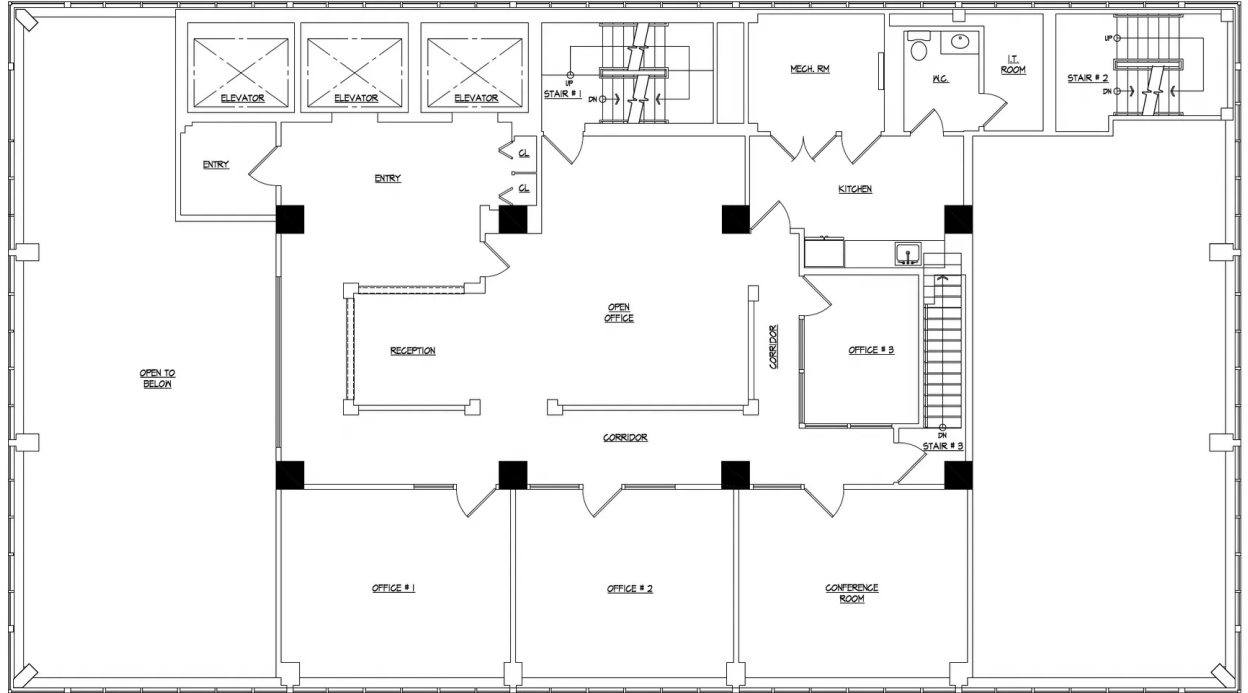 ELEVATOR
ELEVATOR
ELEVATOR
UP
STAIR # 1
DN
MECH. RM
W.C.
I.T.
ROOM
UP
STAIR # 2
DN
ENTRY
ENTRY
CL
CL
KITCHEN
OPEN
OFFICE
RECEPTION
CORRIDOR
OFFICE # 3
OPEN TO
BELOW
CORRIDOR
DN
STAIR # 3
OFFICE # 1
OFFICE # 2
CONFERENCE
ROOM